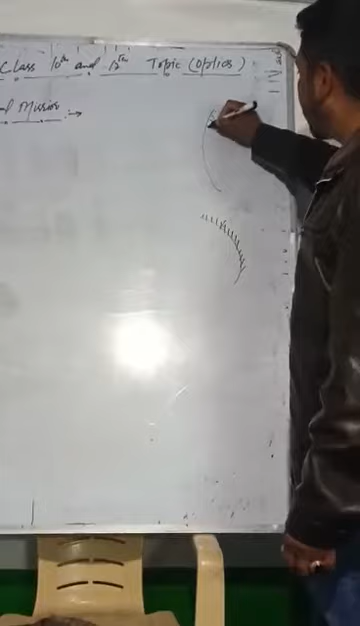 Class 10th and 12th Topic (Optics)
d Mirror :→